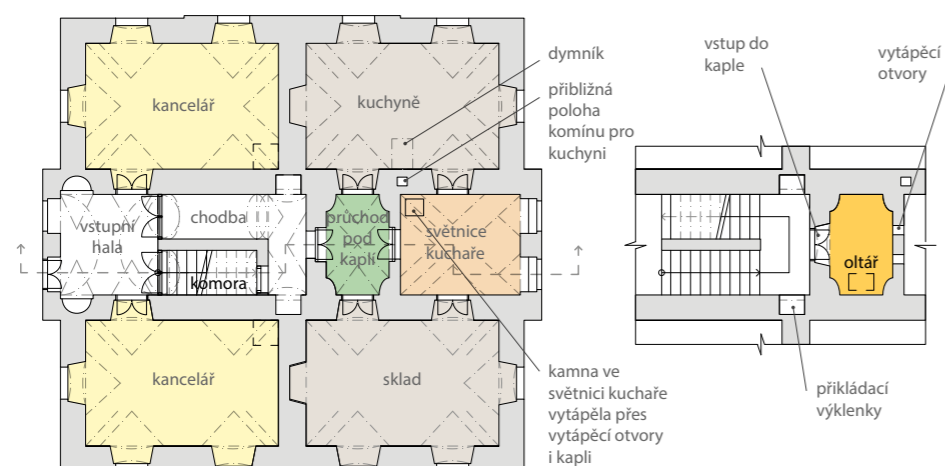 kancelář
kuchyně
dymník
přibližná
poloha
komínu pro
kuchyni
vstupní
hala
chodba
komora
průchod
pod
kaplí
světnice
kuchaře
kancelář
sklad
kamna ve
světnici kuchaře
vytápěla přes
vytápěcí otvory
i kapli
vstup do
kaple
vytápěcí
otvory
oltář
přikládací
výklenky